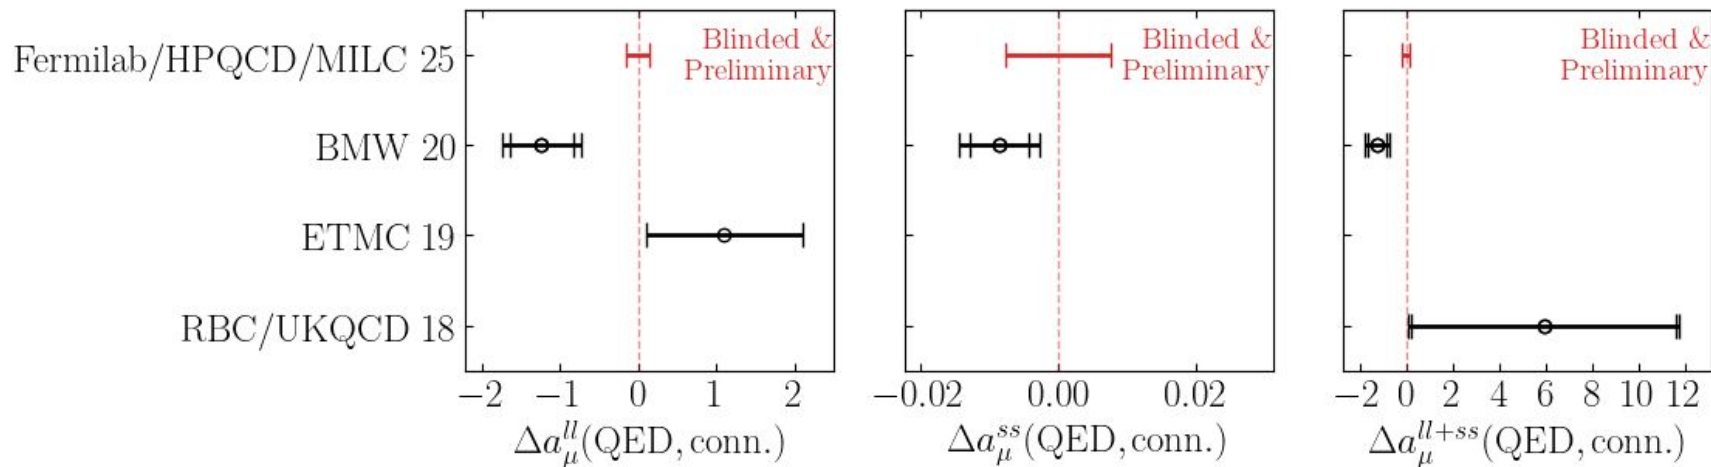 Fermilab/HPQCD/MILC 25
BMW 20
ETMC 19
RBC/UKQCD 18
Blinded &
Preliminary
−2 −1 0 1 2
Δa_μ^{ll}(QED, conn.)
Blinded &
Preliminary
−0.02 0.00 0.02
Δa_μ^{ss}(QED, conn.)
Blinded &
Preliminary
−2 0 2 4 6 8 10 12
Δa_μ^{ll+ss}(QED, conn.)